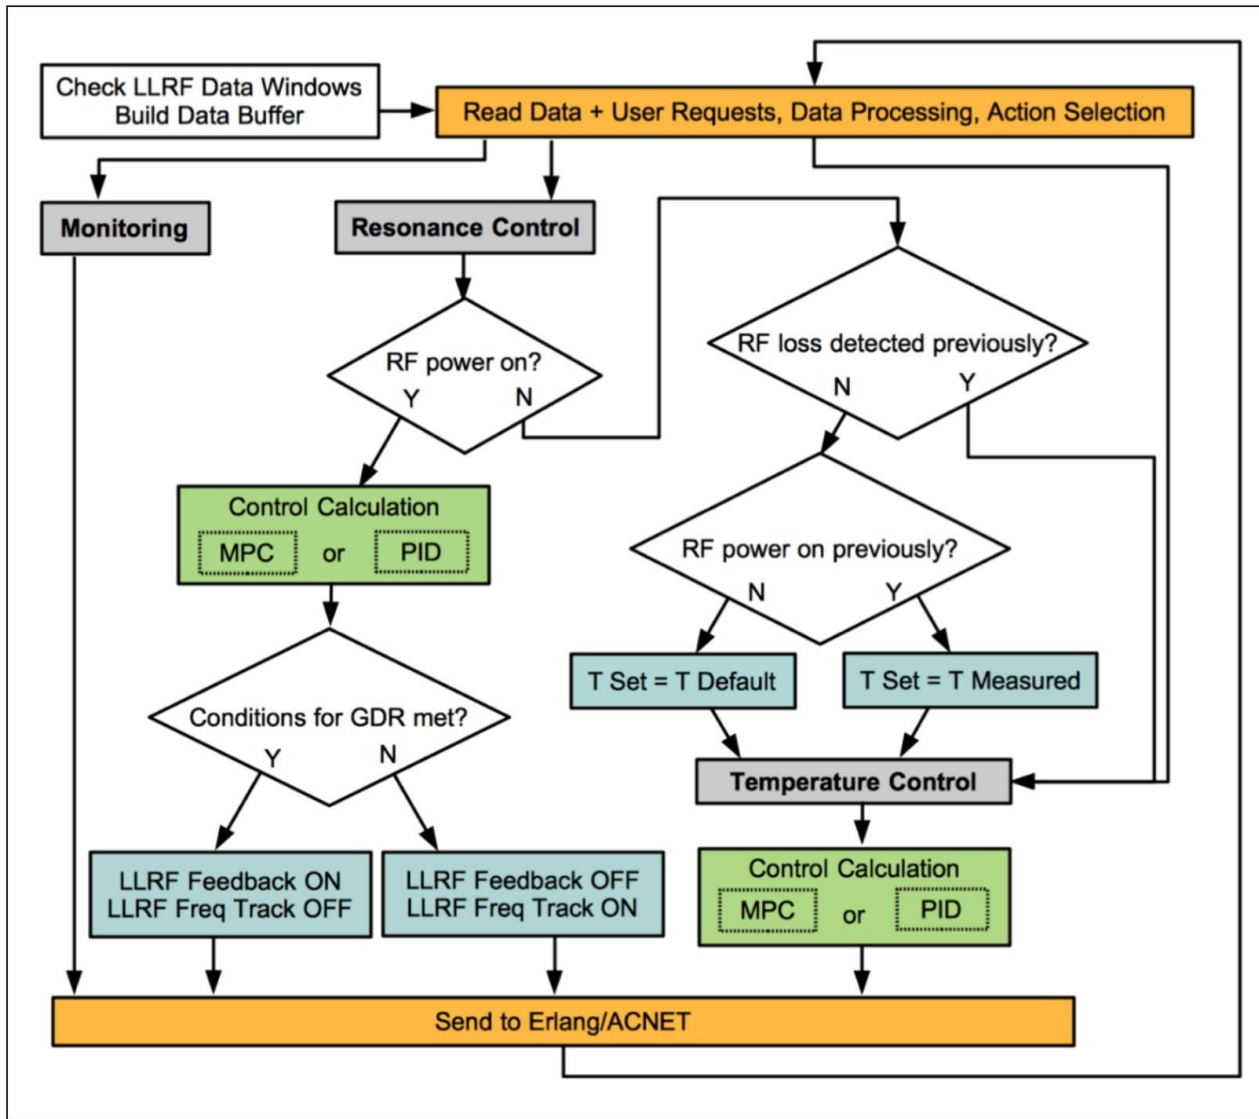 Check LLRF Data Windows
Build Data Buffer
Read Data + User Requests, Data Processing, Action Selection
Monitoring
Resonance Control
RF power on?
Y
N
RF loss detected previously?
N
Y
Control Calculation
MPC or PID
RF power on previously?
N
Y
T Set = T Default
T Set = T Measured
Conditions for GDR met?
Y
N
Temperature Control
LLRF Feedback ON
LLRF Freq Track OFF
LLRF Feedback OFF
LLRF Freq Track ON
Control Calculation
MPC or PID
Send to Erlang/ACNET